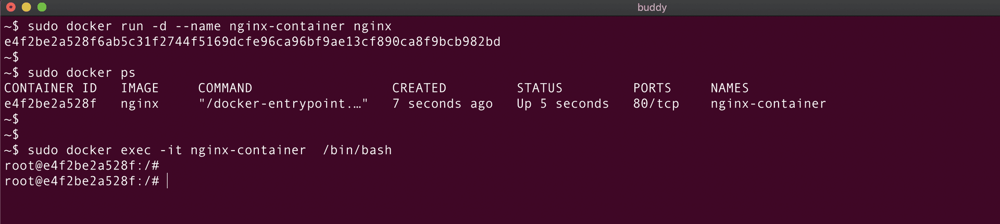 buddy
~$ sudo docker run -d --name nginx-container nginx
e4f2be2a528f6ab5c31f2744f5169dcfe96ca96bf9ae13cf890ca8f9bcb982bd
~$
~$ sudo docker ps
CONTAINER ID   IMAGE     COMMAND                  CREATED         STATUS         PORTS     NAMES
e4f2be2a528f   nginx     "/docker-entrypoint.…"   7 seconds ago   Up 5 seconds   80/tcp    nginx-container
~$
~$
~$ sudo docker exec -it nginx-container  /bin/bash
root@e4f2be2a528f:/#
root@e4f2be2a528f:/#